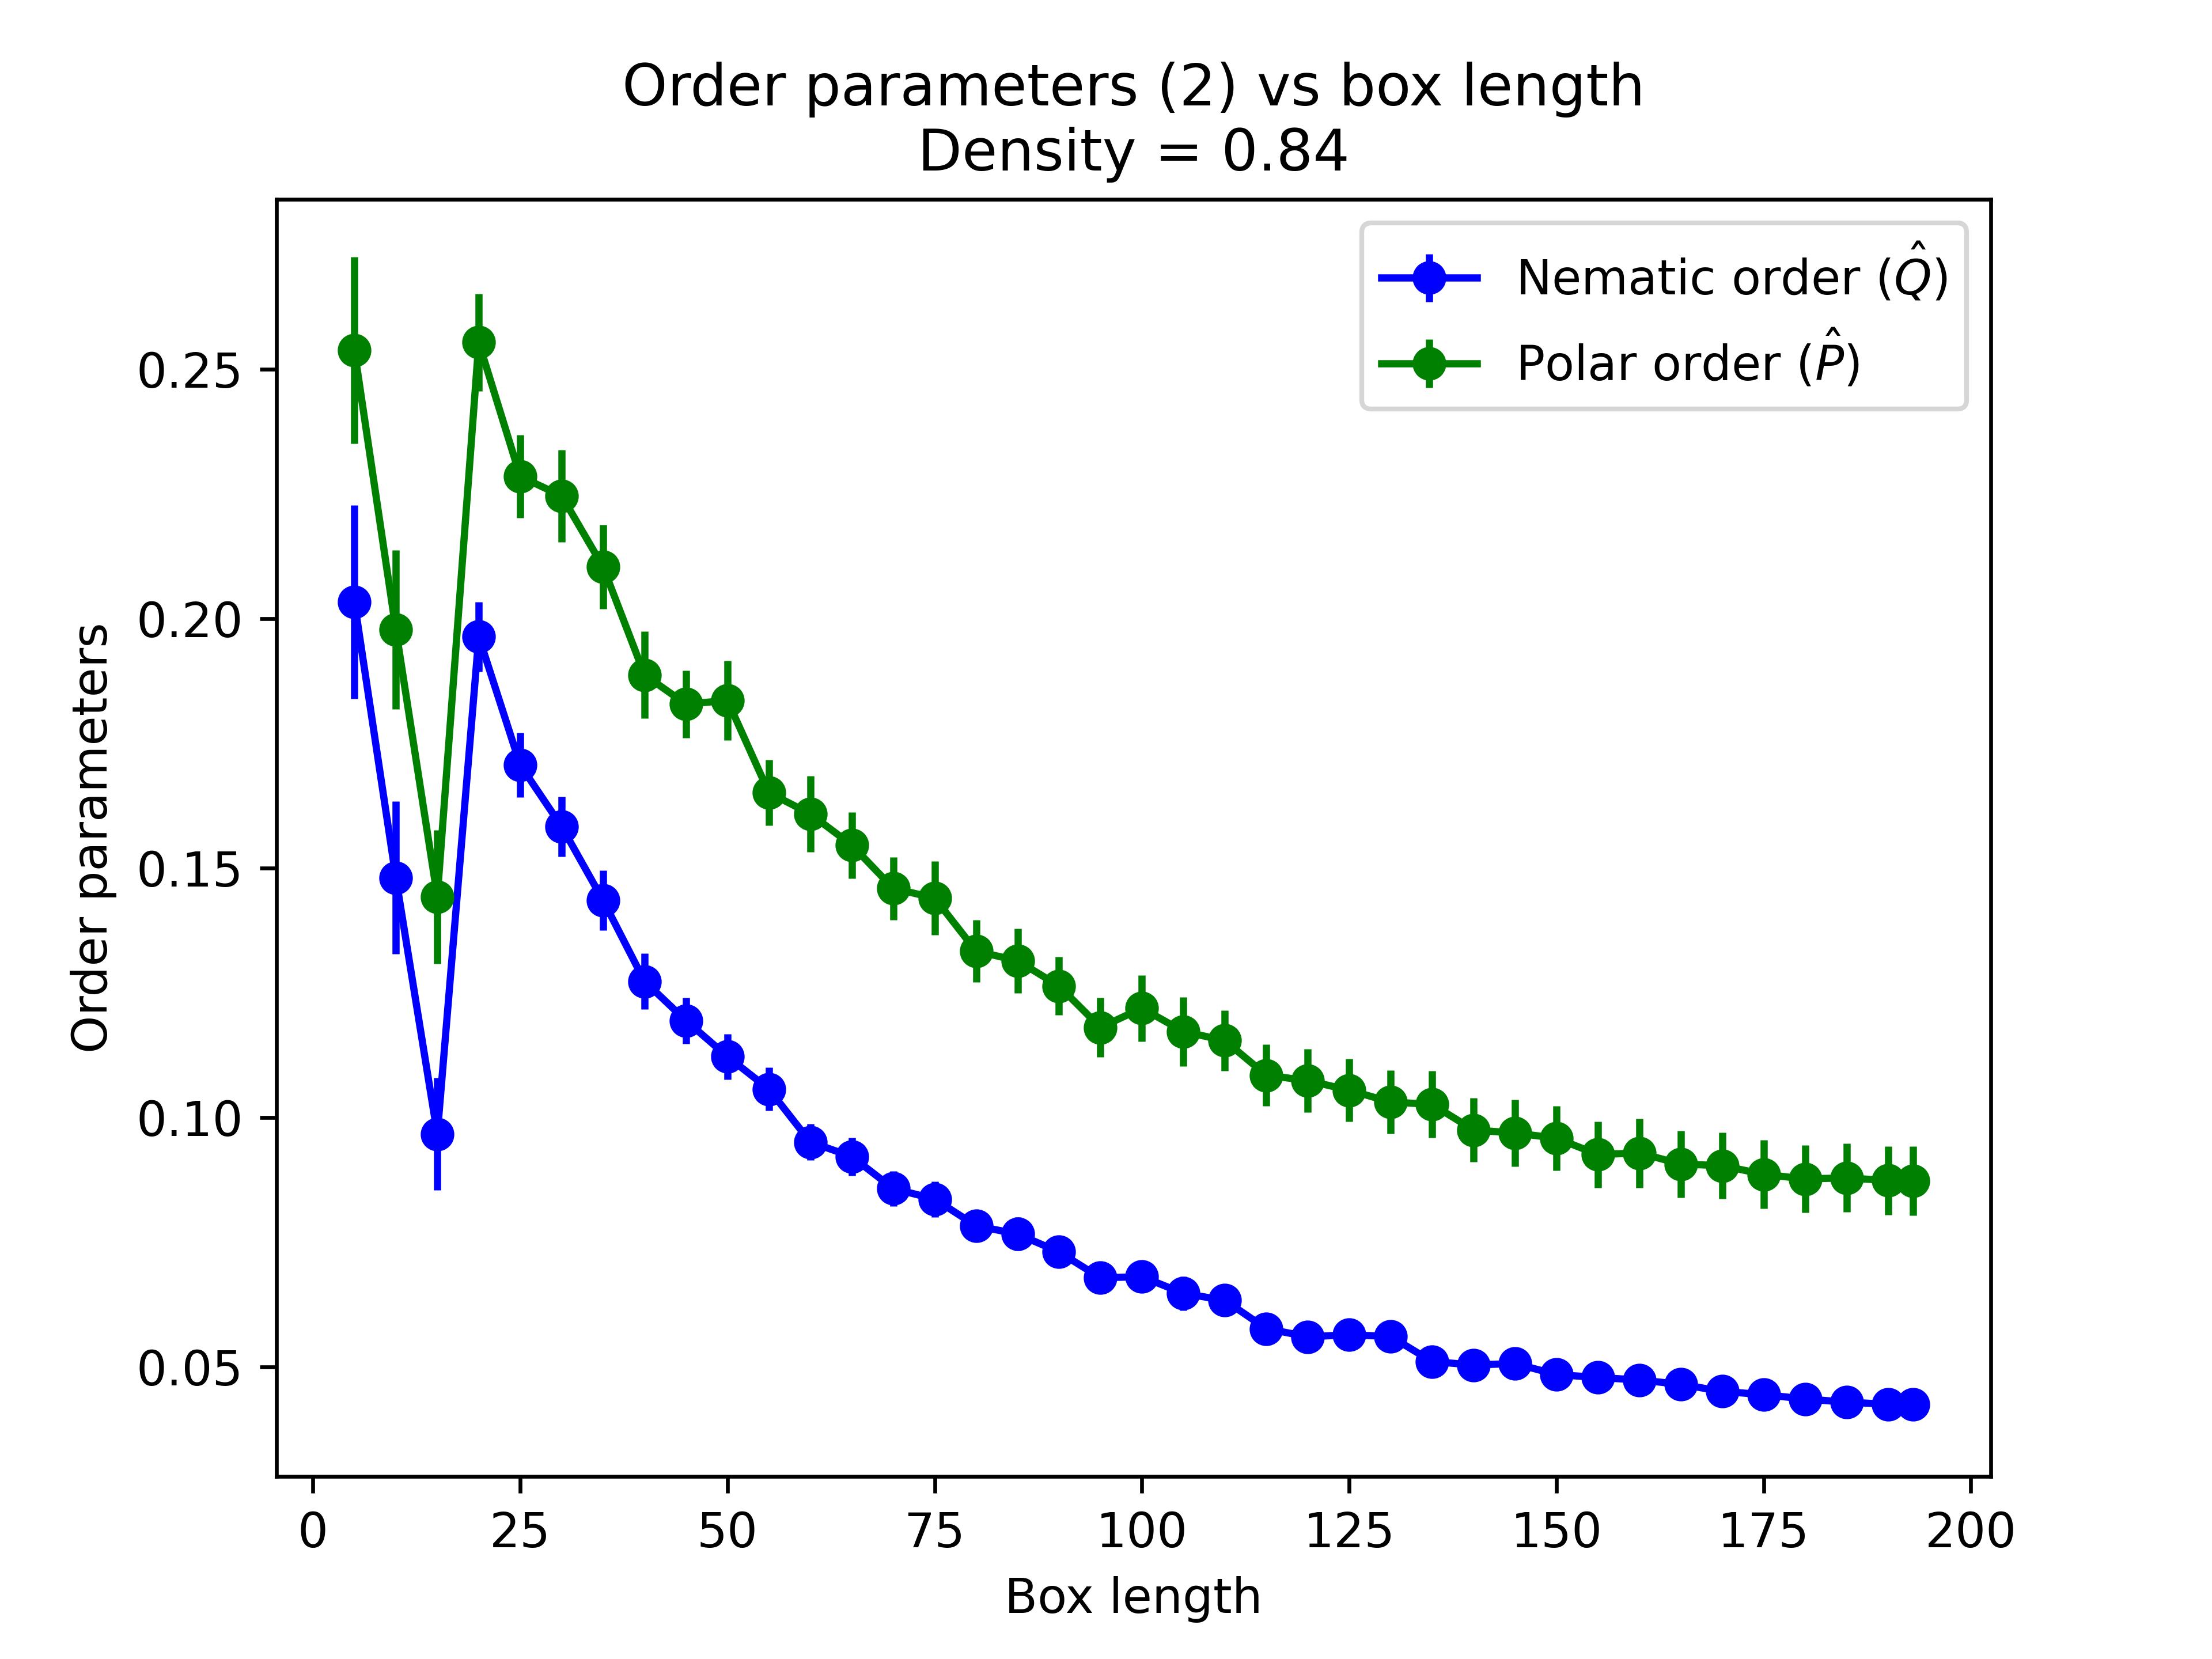 Order parameters (2) vs box length
Density = 0.84
Nematic order (Q̂)
Polar order (P̂)
Order parameters
0.25
0.20
0.15
0.10
0.05
0 25 50 75 100 125 150 175 200
Box length